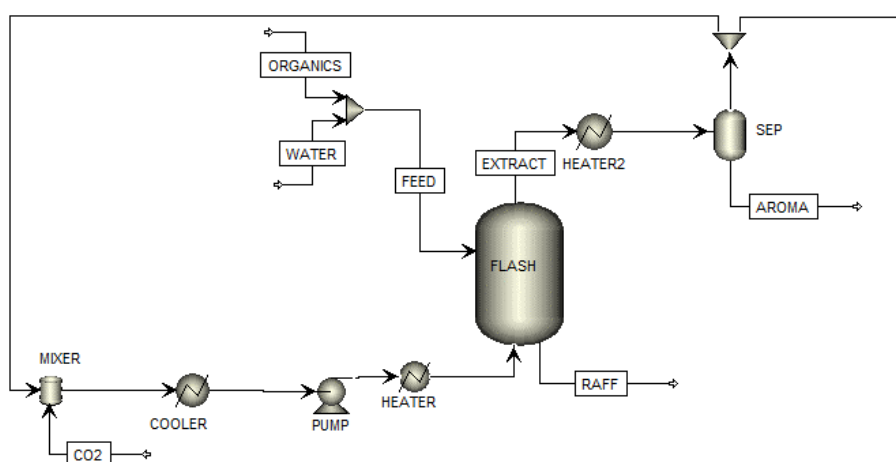 ORGANICS
WATER
FEED
EXTRACT
HEATER2
SEP
AROMA
FLASH
MIXER
COOLER
PUMP
HEATER
RAFF
CO2